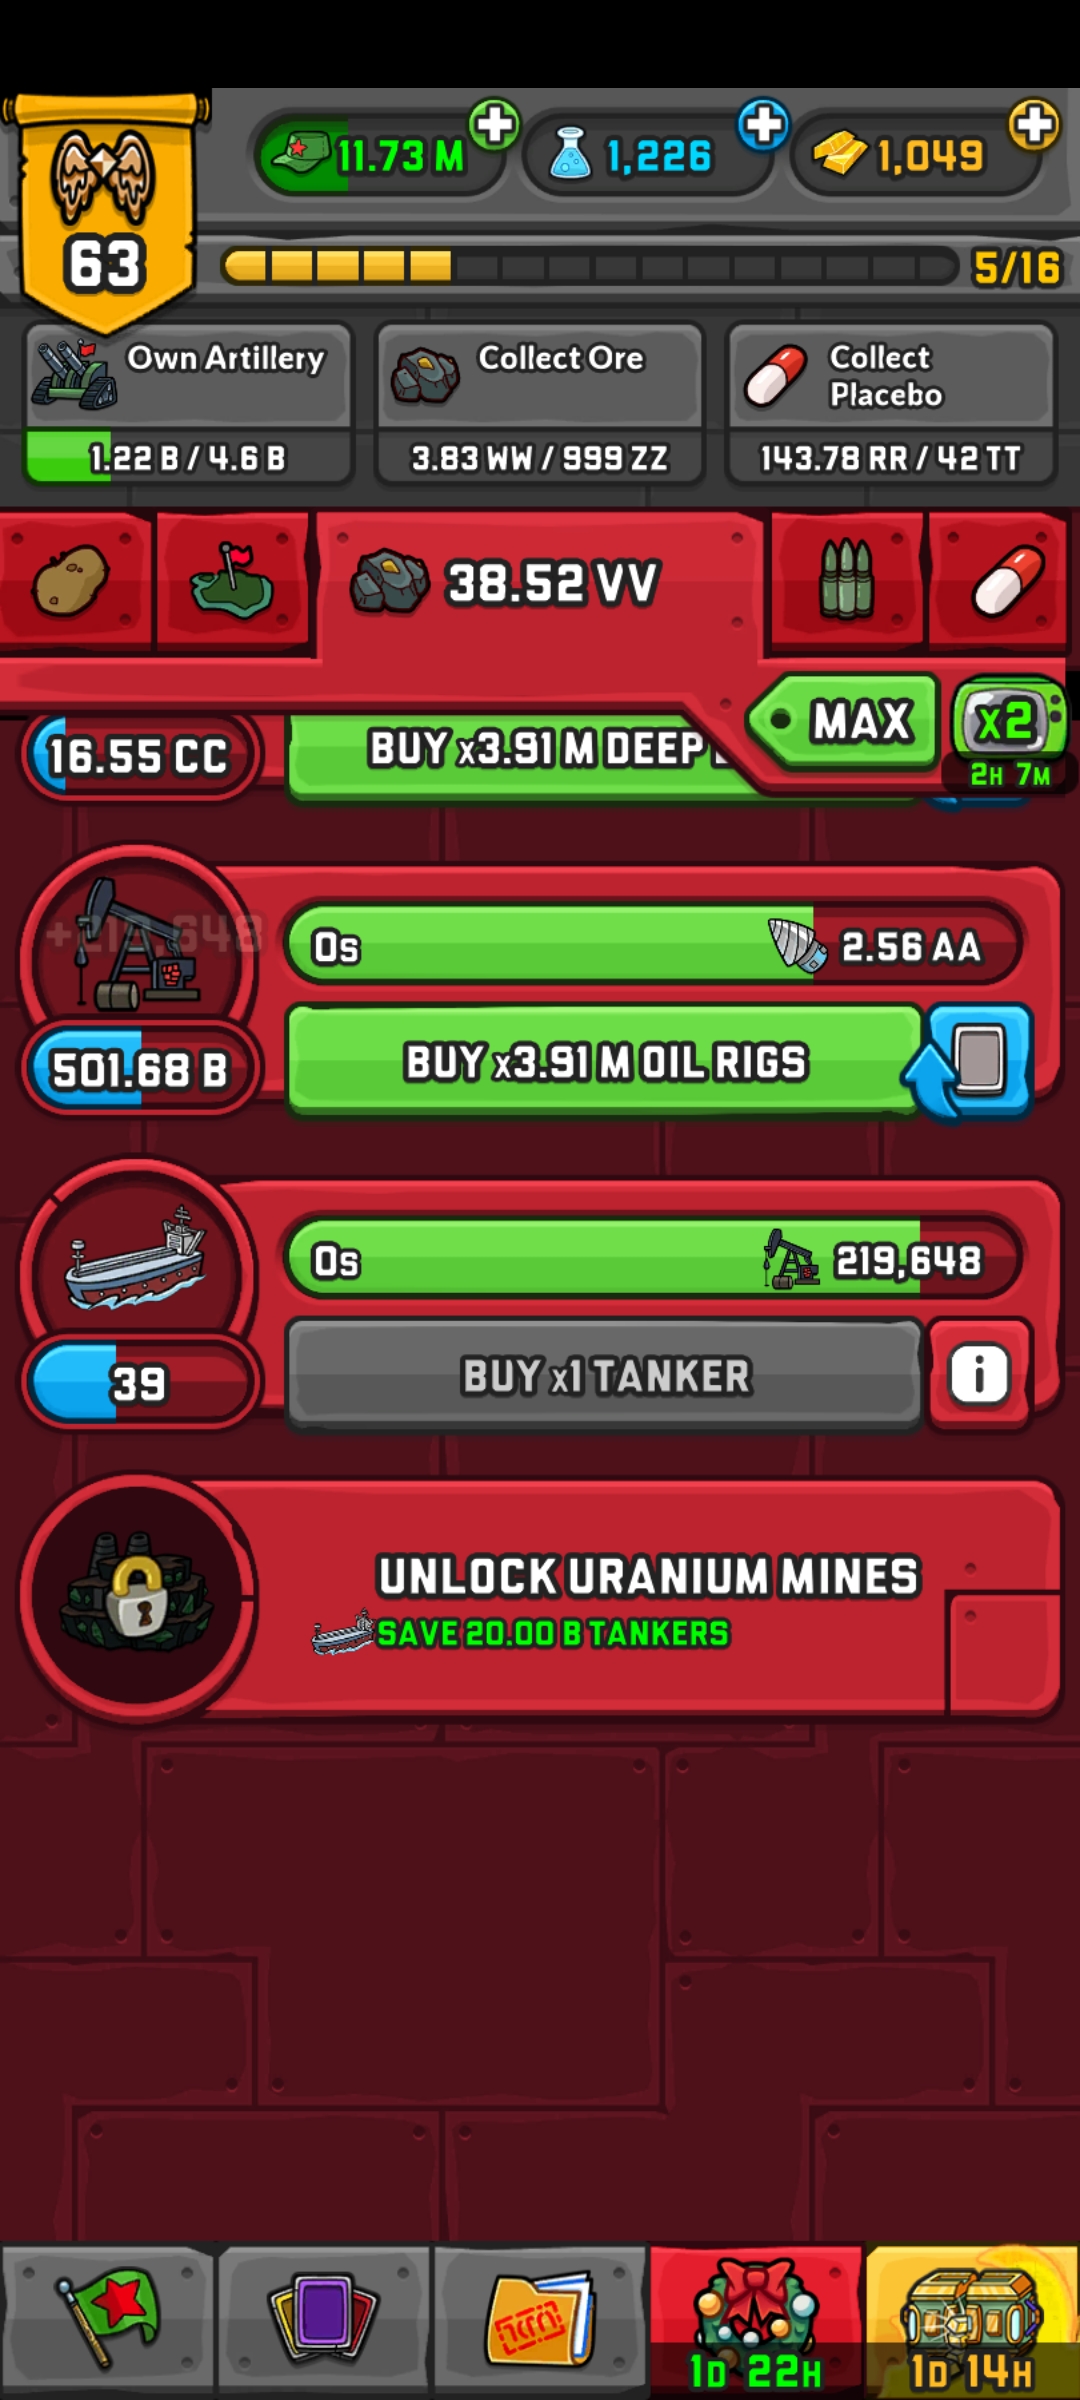 11.73 M
1,226
1,049
63
5/16
Own Artillery
1.22 B / 4.6 B
Collect Ore
3.83 WW / 999 ZZ
Collect
Placebo
143.78 RR / 42 TT
38.52 VV
MAX
X2
2H 7M
16.55 CC
BUY x3.91 M DEEP
+219,648
0s
2.56 AA
501.68 B
BUY x3.91 M OIL RIGS
0s
219,648
39
BUY x1 TANKER
i
UNLOCK URANIUM MINES
SAVE 20.00 B TANKERS
1D 22H
1D 14H